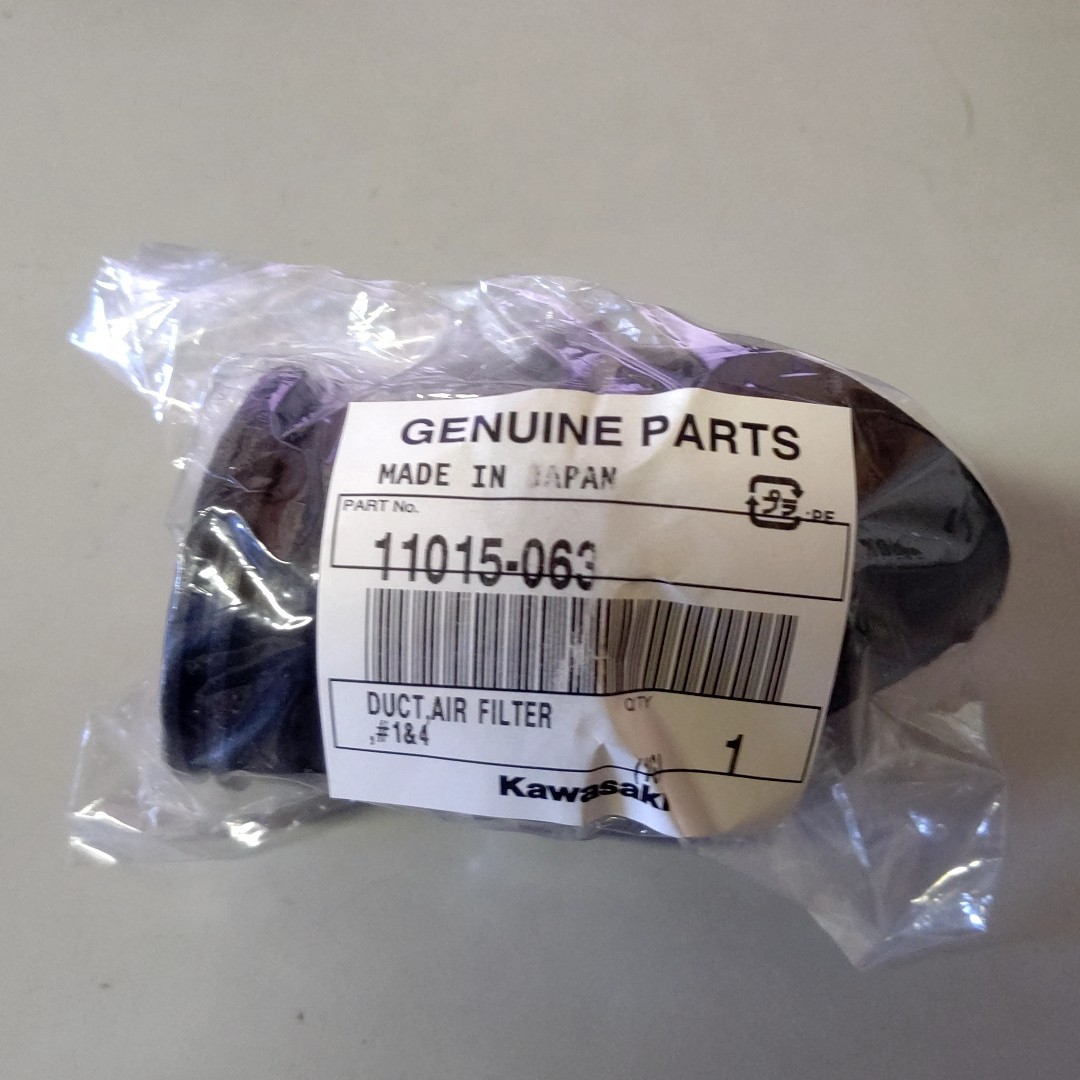 GENUINE PARTS
MADE IN JAPAN
プラ
PART No.
11015-063
DUCT,AIR FILTER
,#1&4
QTY
1
Kawasaki